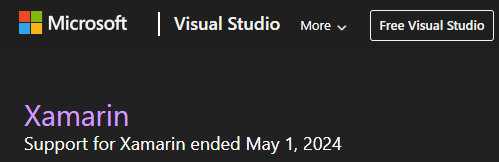 Microsoft Visual Studio More Free Visual Studio
Xamarin
Support for Xamarin ended May 1, 2024